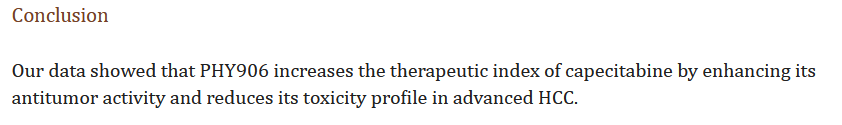 Conclusion
Our data showed that PHY906 increases the therapeutic index of capecitabine by enhancing its
antitumor activity and reduces its toxicity profile in advanced HCC.